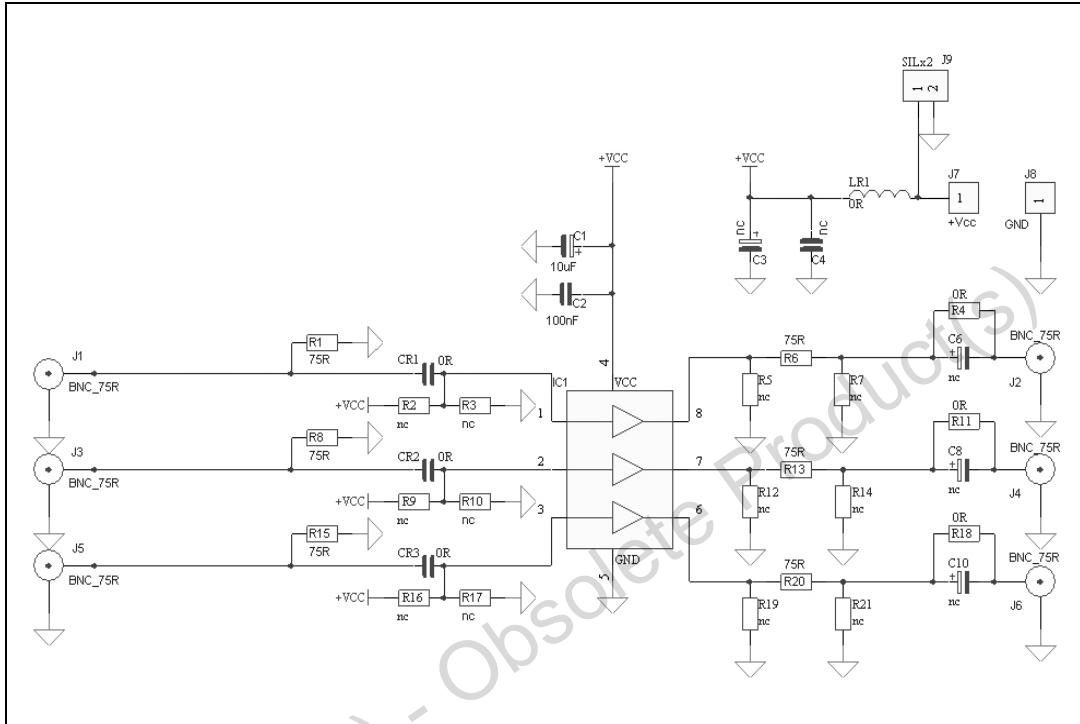 SILx2 J9
1 2
+VCC
+VCC
LR1
0R
J7
1
+Vcc
J8
1
GND
nc
+
C3
nc
C4
C1
+
10uF
C2
100nF
4
VCC
IC1
GND
5
J1
BNC_75R
R1
75R
CR1 0R
+VCC R2 R3
nc nc
1
J3
BNC_75R
R8
75R
CR2 0R
2
+VCC R9 R10
nc nc
3
J5
BNC_75R
R15
75R
CR3 0R
+VCC R16 R17
nc nc
8
R5
nc
75R
R6
R7
nc
0R
R4
C6
+
nc
BNC_75R
J2
7
R12
nc
75R
R13
R14
nc
0R
R11
C8
+
nc
BNC_75R
J4
6
R19
nc
75R
R20
R21
nc
0R
R18
C10
+
nc
BNC_75R
J6
) - Obsolete Product(s)